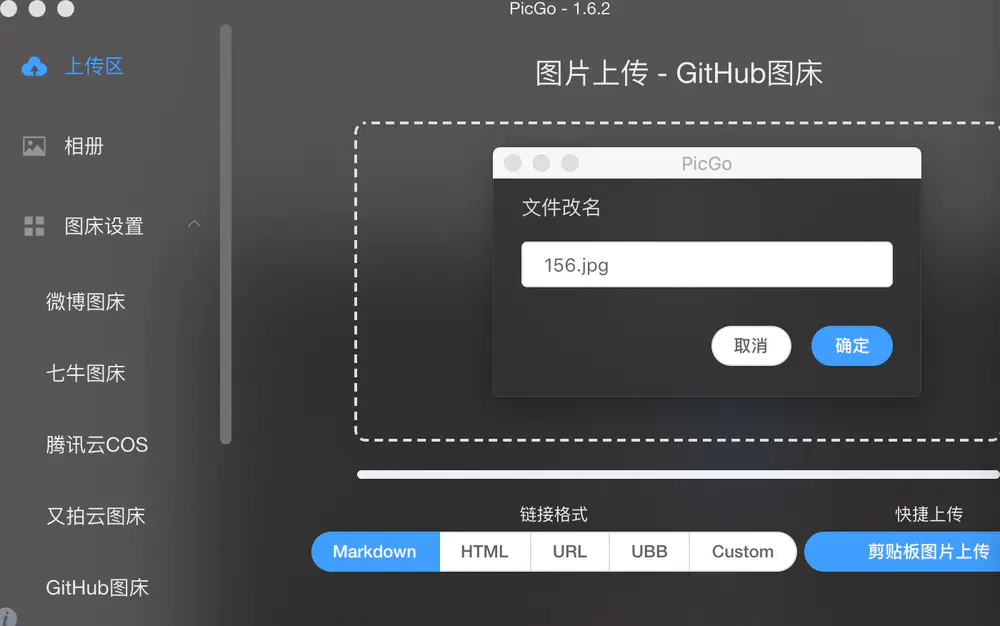 PicGo - 1.6.2
上传区
相册
图床设置
微博图床
七牛图床
腾讯云COS
又拍云图床
GitHub图床
图片上传 - GitHub图床
PicGo
文件改名
156.jpg
取消 确定
链接格式 快捷上传
Markdown HTML URL UBB Custom 剪贴板图片上传